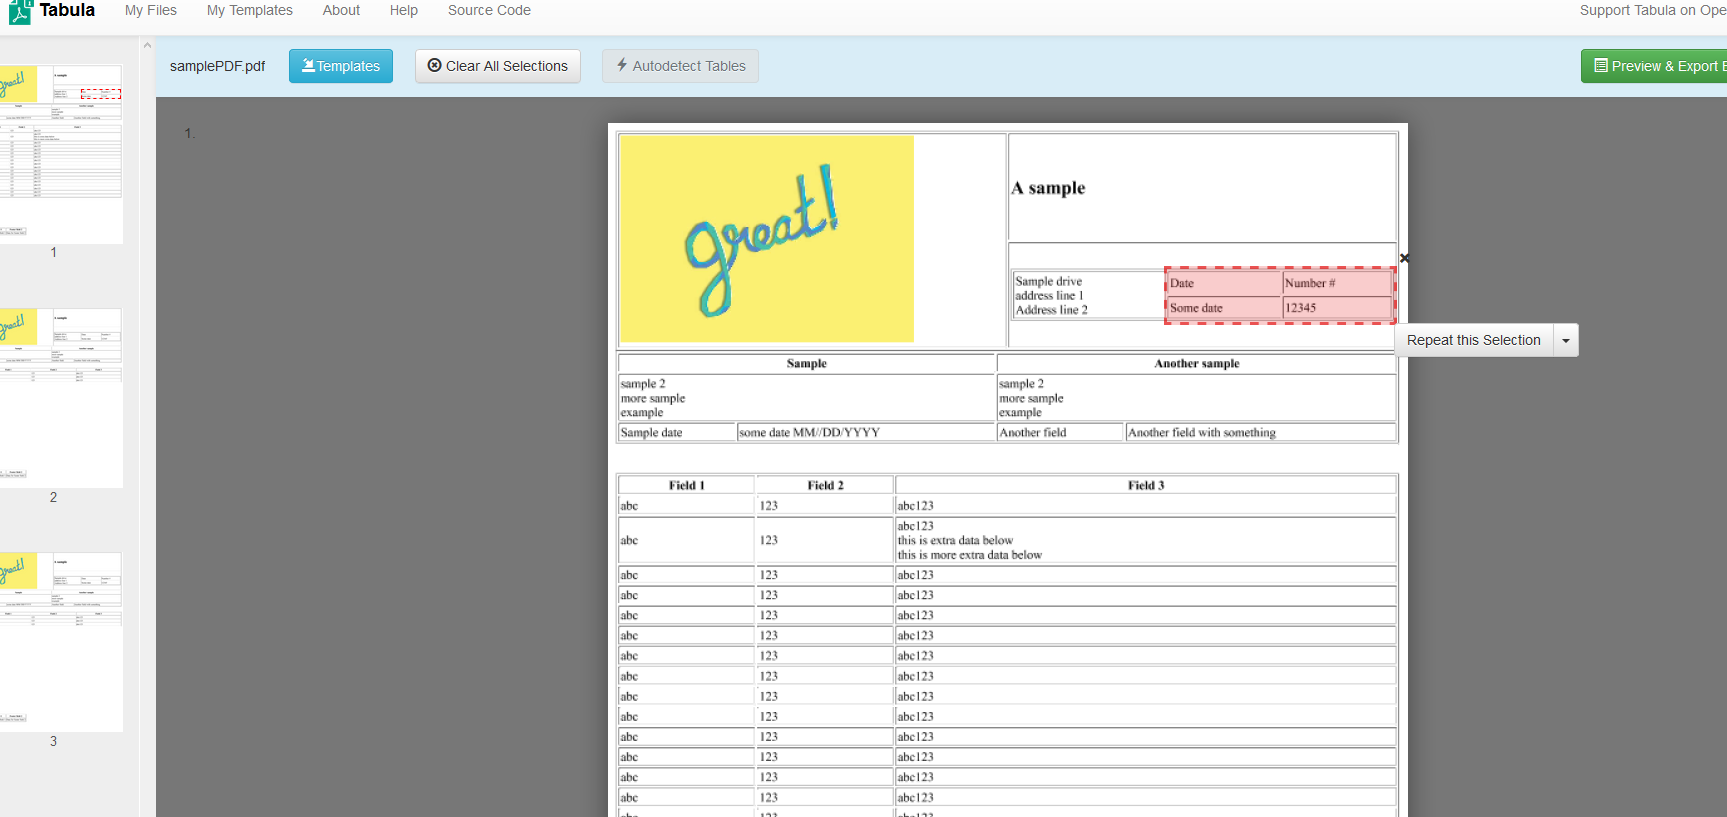 Tabula My Files My Templates About Help Source Code Support Tabula on Ope
samplePDF.pdf Templates Clear All Selections Autodetect Tables Preview & Export E
1
2
3
1.
great!
A sample
Sample drive
address line 1
Address line 2
Date Number #
Some date 12345
Repeat this Selection
Sample Another sample
sample 2 sample 2
more sample more sample
example example
Sample date some date MM//DD/YYYY Another field Another field with something
Field 1 Field 2 Field 3
abc 123 abc123
abc 123 abc123
this is extra data below
this is more extra data below
abc 123 abc123
abc 123 abc123
abc 123 abc123
abc 123 abc123
abc 123 abc123
abc 123 abc123
abc 123 abc123
abc 123 abc123
abc 123 abc123
abc 123 abc123
abc 123 abc123
abc 123 abc123